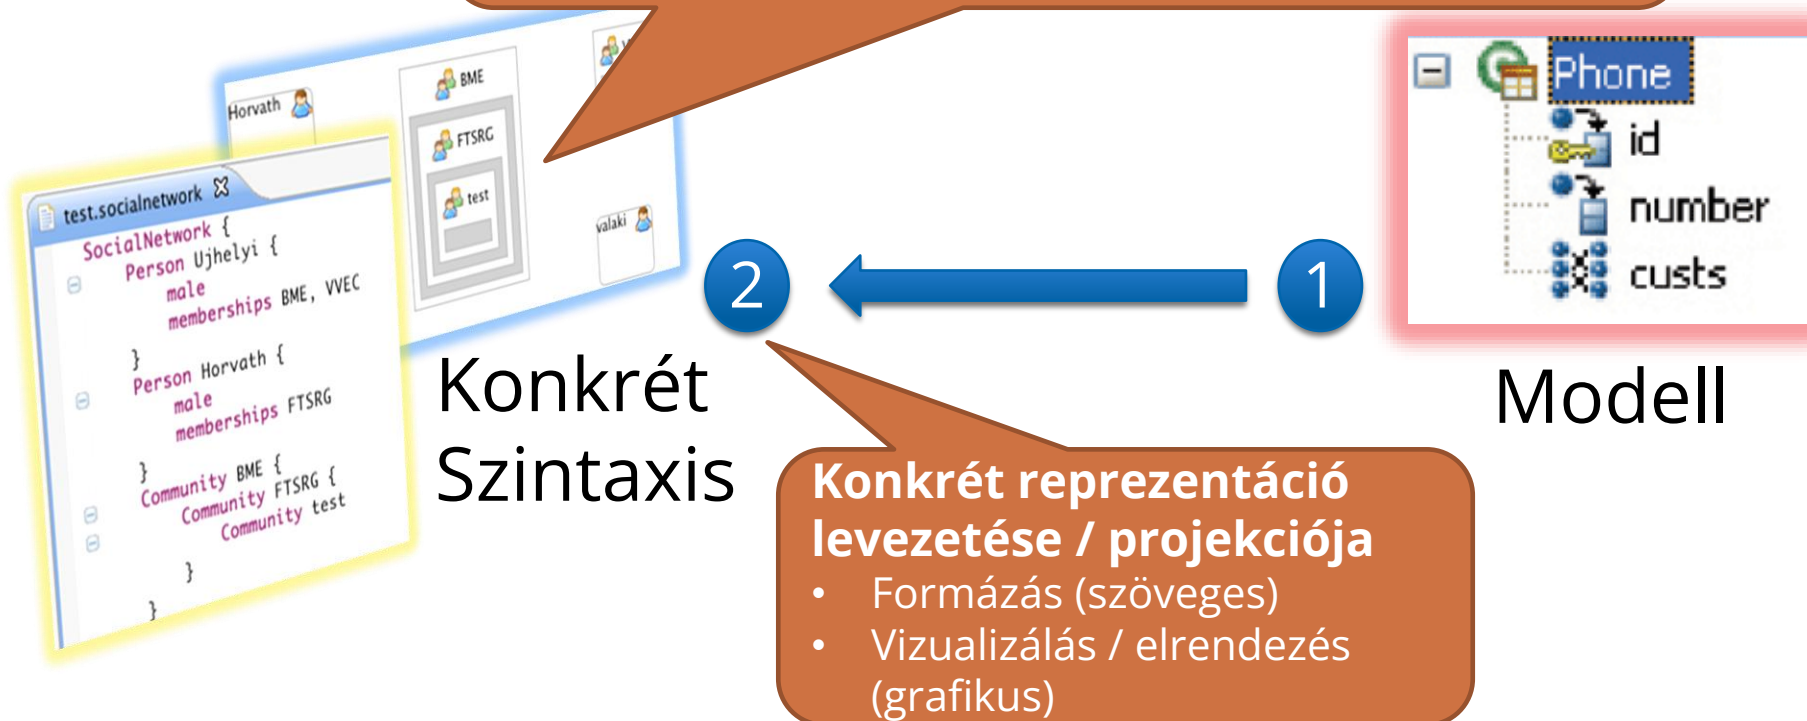 Horvath
BME
FTSRG
test
valaki
test.socialnetwork
SocialNetwork {
Person Ujhelyi {
male
memberships BME, VVEC
}
Person Horvath {
male
memberships FTSRG
}
Community BME {
Community FTSRG {
Community test
}
}
Konkrét
Szintaxis
2
1
Phone
id
number
custs
Modell
Konkrét reprezentáció
levezetése / projekciója
• Formázás (szöveges)
• Vizualizálás / elrendezés
(grafikus)